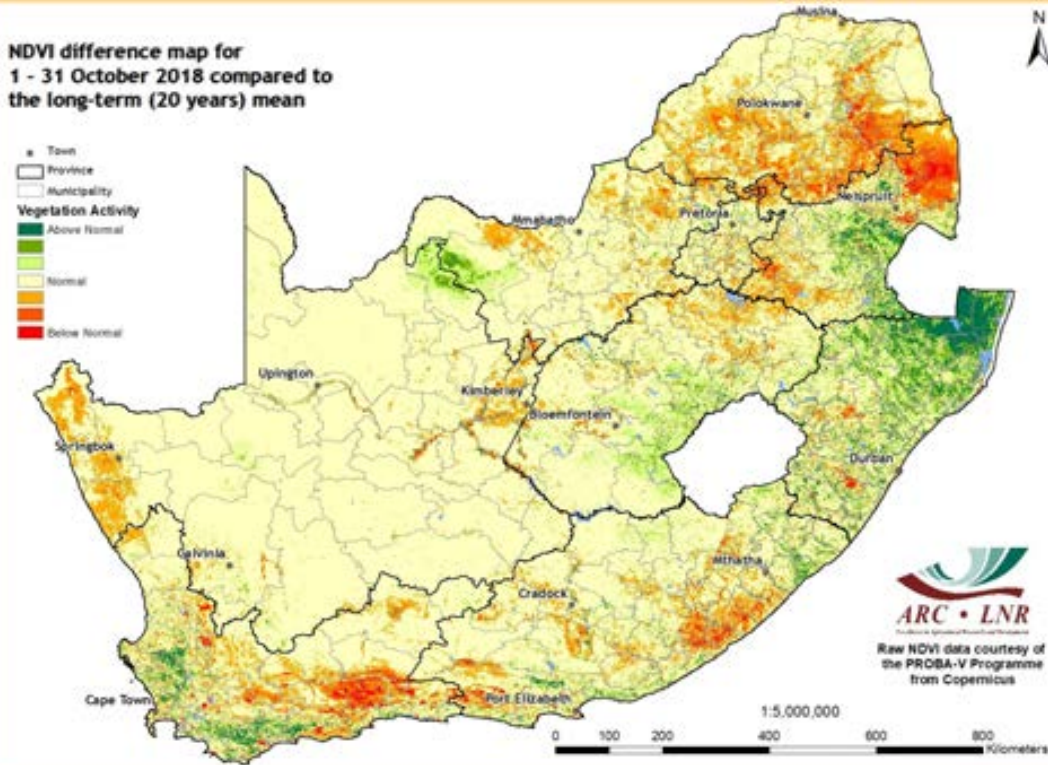 NDVI difference map for
1 - 31 October 2018 compared to
the long-term (20 years) mean
Town
Province
Municipality
Vegetation Activity
Above Normal
Normal
Below Normal
Musina
N
Polokwane
Nelspruit
Pretoria
Mmabatho
Upington
Kimberley
Bloemfontein
Springbok
Durban
Calvinia
Mthatha
Cradock
Cape Town
Port Elizabeth
ARC • LNR
Raw NDVI data courtesy of
the PROBA-V Programme
from Copernicus
1:5,000,000
0 100 200 400 600 800
Kilometers